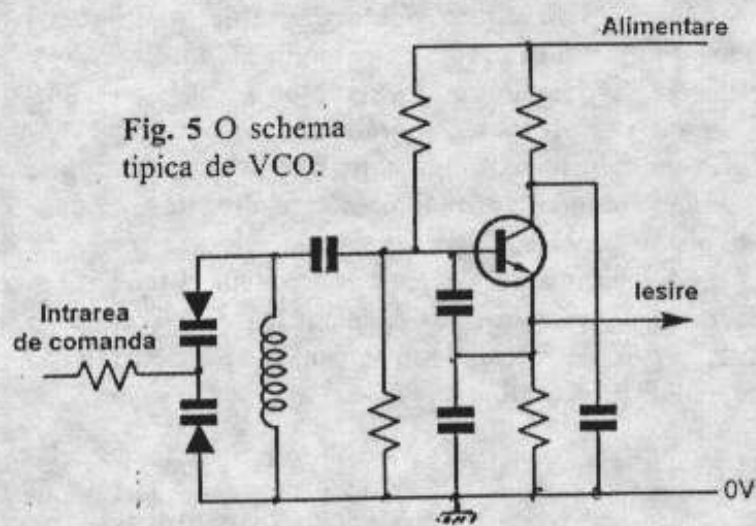 Alimentare
Fig. 5 O schema
tipica de VCO.
Intrarea
de comanda
Iesire
0V